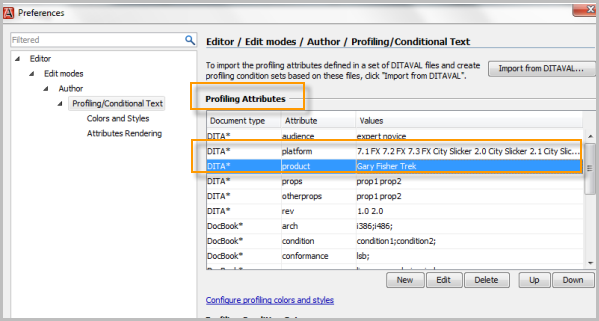 Preferences
Filtered
Editor
Edit modes
Author
Profiling/Conditional Text
Colors and Styles
Attributes Rendering
Editor / Edit modes / Author / Profiling/Conditional Text
To import the profiling attributes defined in a set of DITAVAL files and create
profiling condition sets based on these files, click "Import from DITAVAL".
Import from DITAVAL...
Profiling Attributes
Document type Attribute Values
DITA* audience expert novice
DITA* platform 7.1 FX 7.2 FX 7.3 FX City Slicker 2.0 City Slicker 2.1 City Slic...
DITA* product Gary Fisher Trek
DITA* props prop1 prop2
DITA* otherprops prop1 prop2
DITA* rev 1.0 2.0
DocBook* arch i386;i486;
DocBook* condition condition1;condition2;
DocBook* conformance lsb;
New Edit Delete Up Down
Configure profiling colors and styles